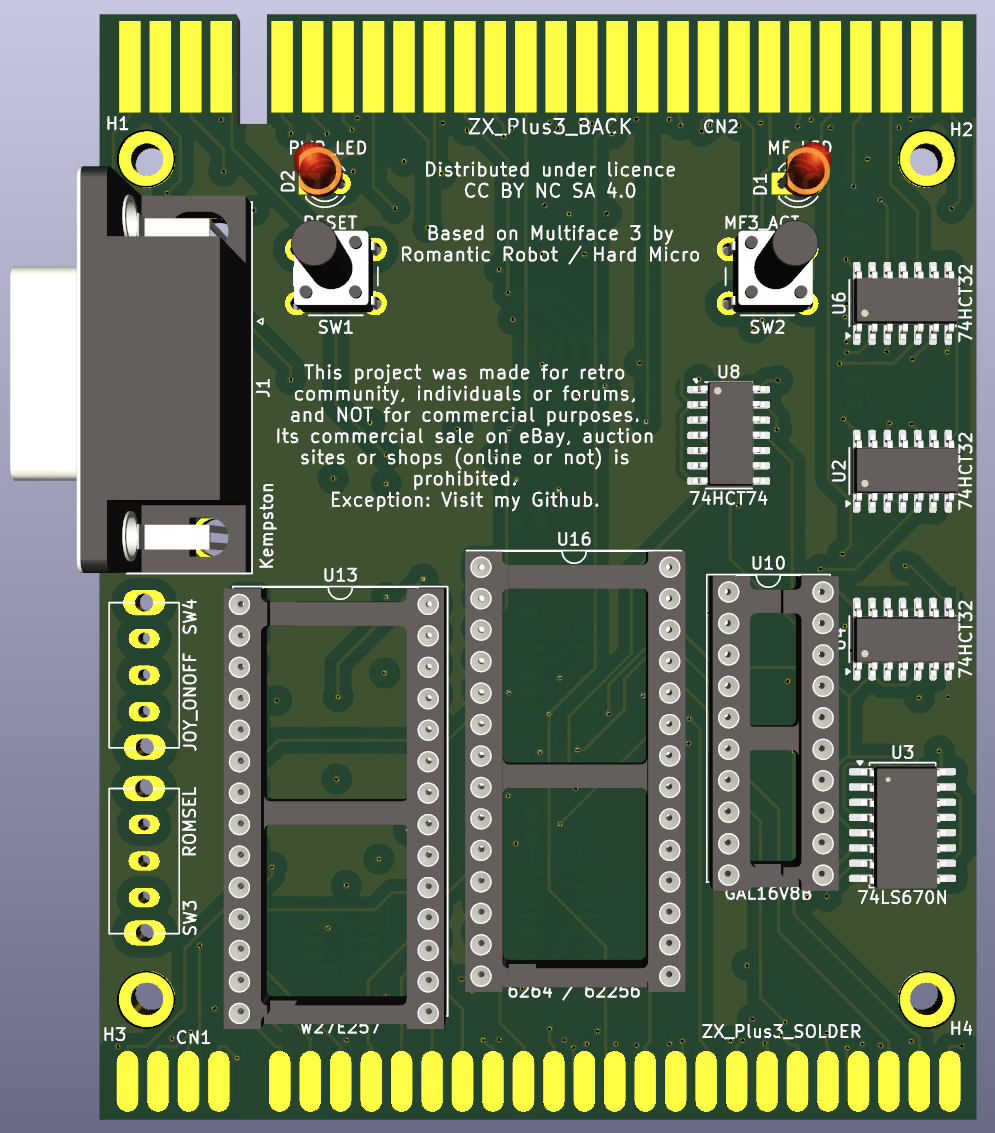 H1
ZX_Plus3_BACK
CN2
H2
PWR_LED
MF_LED
D2
D1
Distributed under licence
CC BY NC SA 4.0
RESET
MF3_ACT
Based on Multiface 3 by
Romantic Robot / Hard Micro
SW1
SW2
U6
74HCT32
J1
Kempston
This project was made for retro
community, individuals or forums,
and NOT for commercial purposes.
Its commercial sale on eBay, auction
sites or shops (online or not) is
prohibited.
Exception: Visit my Github.
U8
74HCT74
U2
74HCT32
U13
U16
U10
SW4
JOY_ONOFF
U4
74HCT32
ROMSEL
SW3
U3
74LS670N
GAL16V8B
6264 / 62256
W27E257
H3
CN1
ZX_Plus3_SOLDER
H4